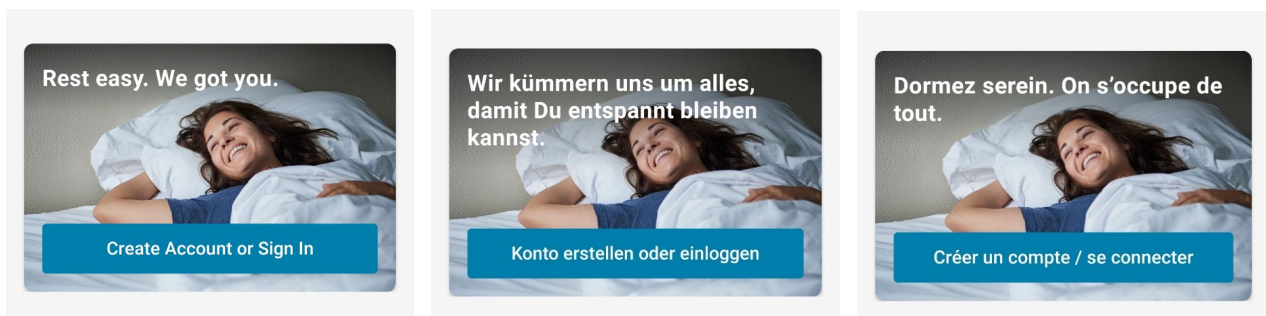 Rest easy. We got you.
Create Account or Sign In
Wir kümmern uns um alles,
damit Du entspannt bleiben
kannst.
Konto erstellen oder einloggen
Dormez serein. On s’occupe de
tout.
Créer un compte / se connecter